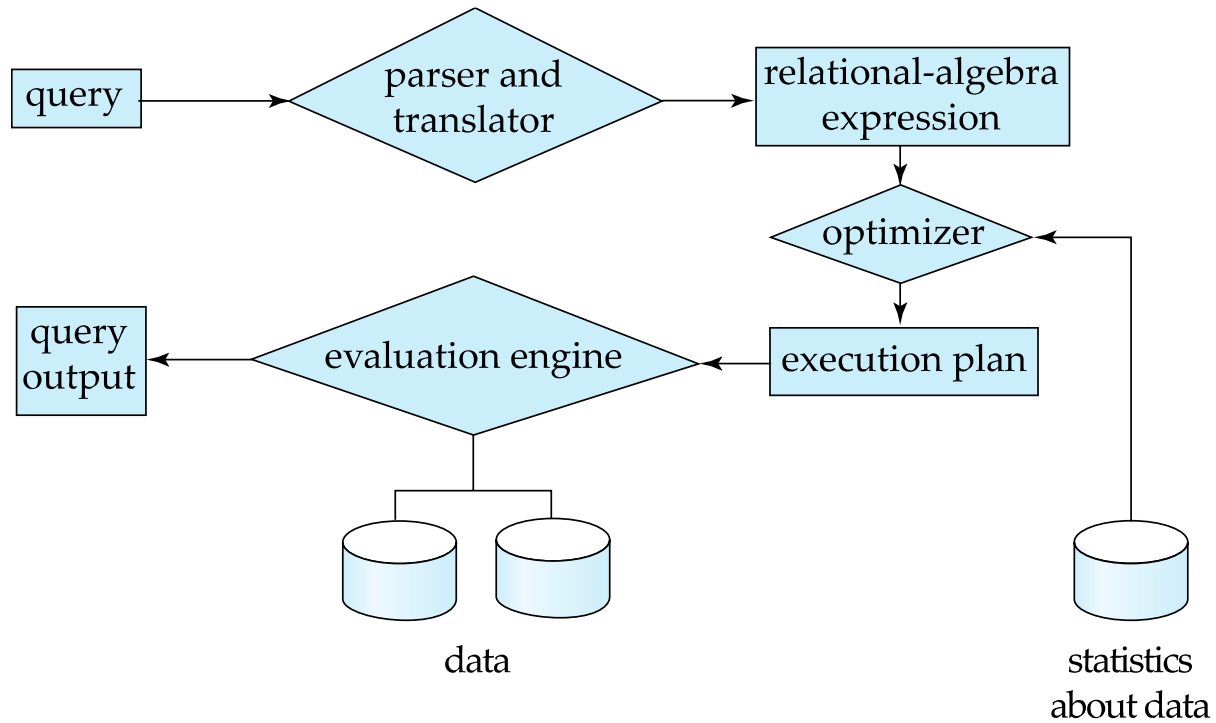 query
parser and
translator
relational-algebra
expression
optimizer
query
output
evaluation engine
execution plan
data
statistics
about data